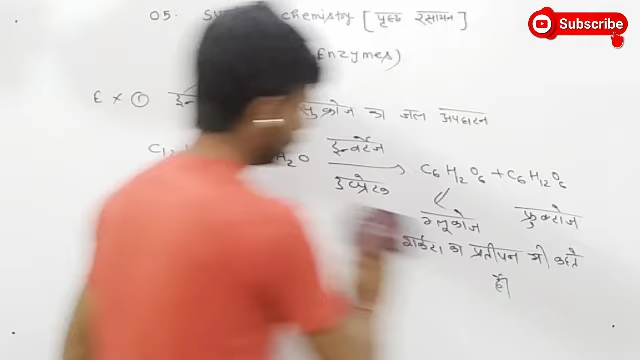 05. chemistry [ पृष्ठ रसायन ]
Enzymes)
Ex ① सुक्रोज का जल अपघटन
H2O इन्वर्टेज C6H12O6 + C6H12O6
उत्प्रेरक
ग्लूकोज फ्रुक्टोज
शर्करा का प्रतीपन भी कहते
है।
Subscribe